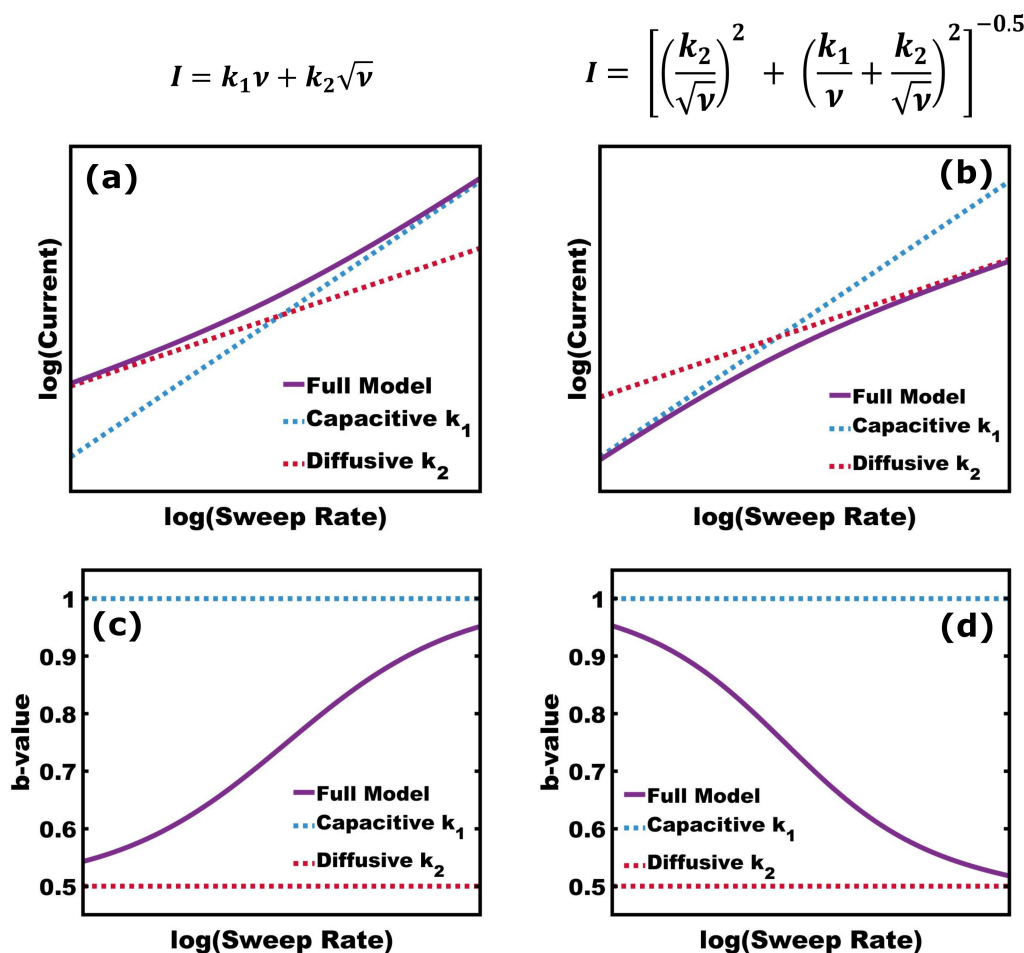 I = k₁ν + k₂√ν
I = [(k₂/√ν)² + (k₁/ν + k₂/√ν)²]^−0.5
(a)
log(Current)
Full Model
Capacitive k₁
Diffusive k₂
log(Sweep Rate)
(b)
log(Current)
Full Model
Capacitive k₁
Diffusive k₂
log(Sweep Rate)
(c)
b-value
1
0.9
0.8
0.7
0.6
0.5
Full Model
Capacitive k₁
Diffusive k₂
log(Sweep Rate)
(d)
b-value
1
0.9
0.8
0.7
0.6
0.5
Full Model
Capacitive k₁
Diffusive k₂
log(Sweep Rate)